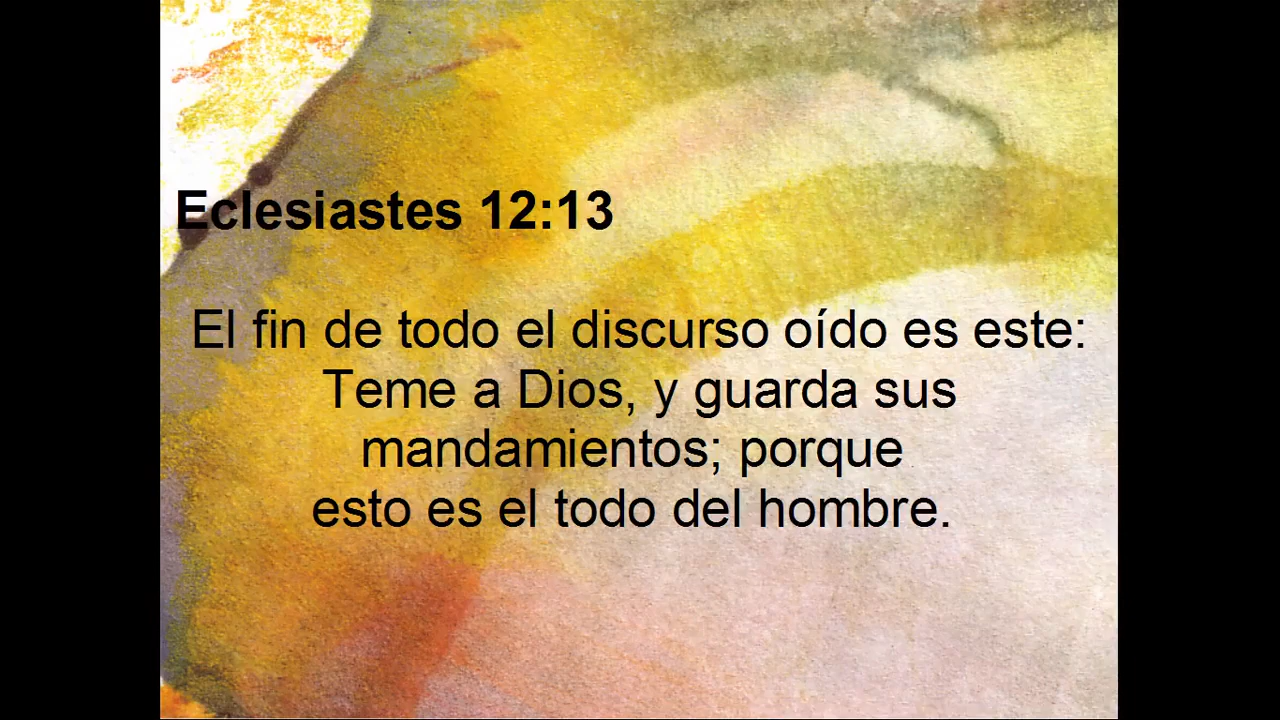 Eclesiastes 12:13
El fin de todo el discurso oído es este:
Teme a Dios, y guarda sus
mandamientos; porque
esto es el todo del hombre.